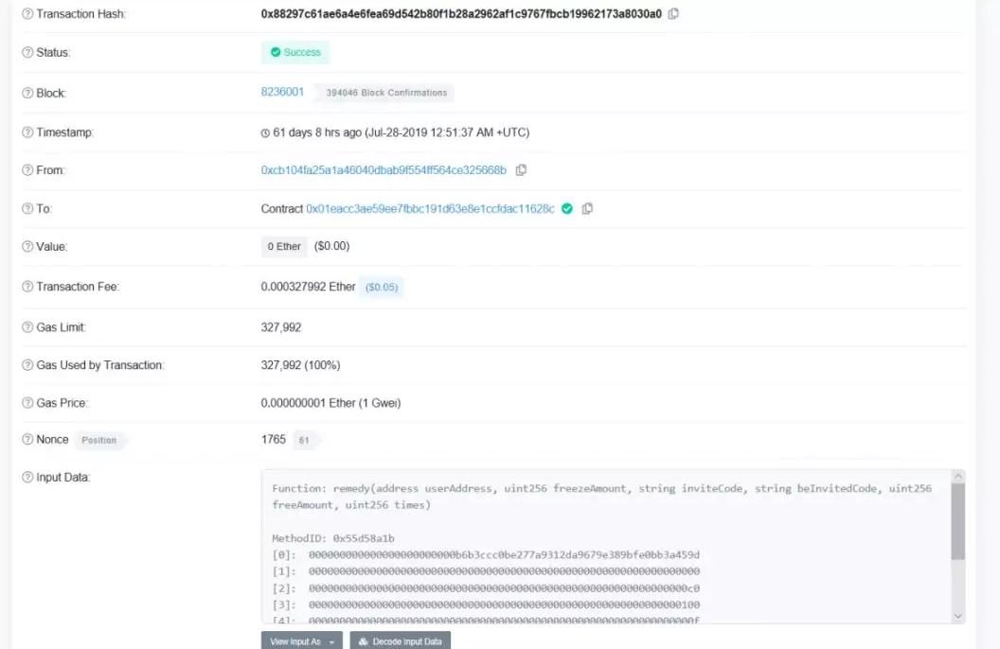 Transaction Hash: 0x88297c61ae6a4e6fea69d542b80f1b28a2962af1c9767fbcb19962173a8030a0
Status: Success
Block: 8236001 394046 Block Confirmations
Timestamp: 61 days 8 hrs ago (Jul-28-2019 12:51:37 AM +UTC)
From: 0xcb104fa25a1a46040dbab9f554ff564ce325668b
To: Contract 0x01eacc3ae59ee7fbbc191d63e8e1ccfdac11628c
Value: 0 Ether ($0.00)
Transaction Fee: 0.000327992 Ether ($0.05)
Gas Limit: 327,992
Gas Used by Transaction: 327,992 (100%)
Gas Price: 0.000000001 Ether (1 Gwei)
Nonce Position 1765 61
Input Data:
Function: remedy(address userAddress, uint256 freezeAmount, string inviteCode, string beInvitedCode, uint256
freeAmount, uint256 times)
MethodID: 0x55d58a1b
[0]: 000000000000000000000000b6b3ccc0be277a9312da9679e389bfe0bb3a459d
[1]: 0000000000000000000000000000000000000000000000000000000000000000
[2]: 00000000000000000000000000000000000000000000000000000000000000c0
[3]: 0000000000000000000000000000000000000000000000000000000000000100
[4]: 000000000000000000000000000000000000000000000000000000000000000f
View Input As Decode Input Data